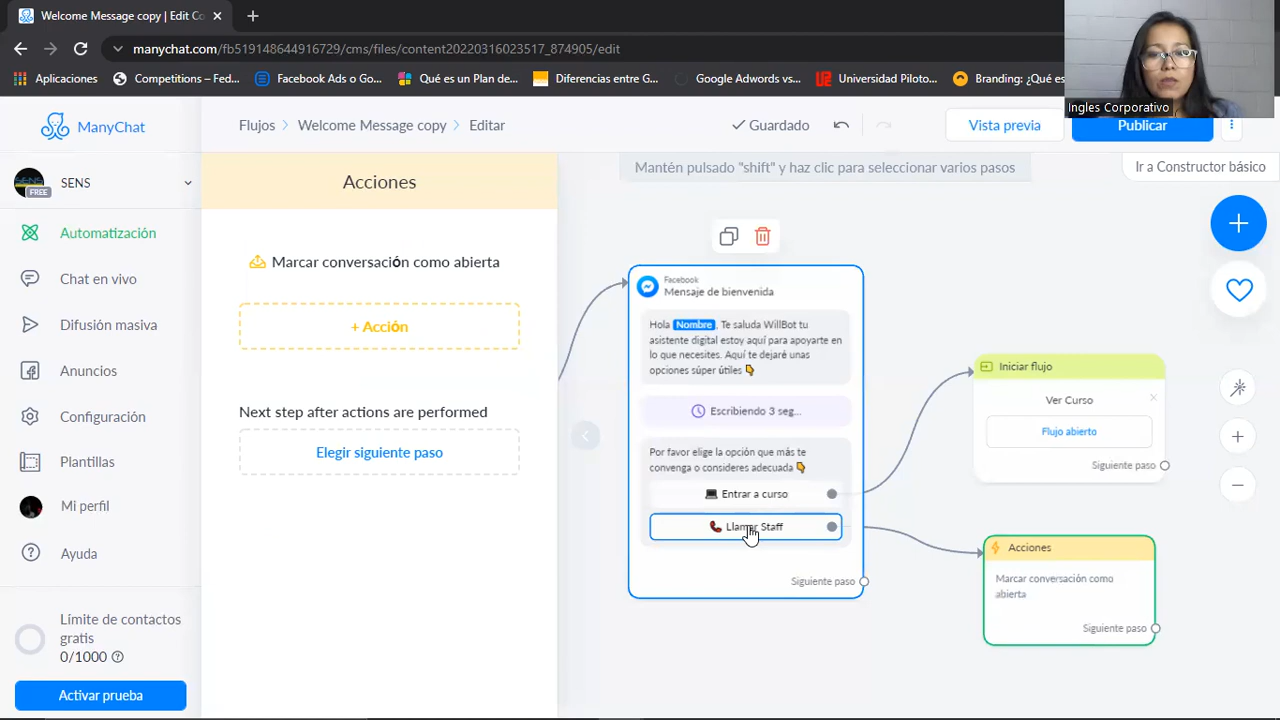 Welcome Message copy | Edit Co
manychat.com/fb519148644916729/cms/files/content20220316023517_874905/edit
Aplicaciones
Competitions – Fed...
Facebook Ads o Go...
Qué es un Plan de...
Diferencias entre G...
Google Adwords vs...
Universidad Piloto...
Branding: ¿Qué es
Ingles Corporativo
ManyChat
Flujos
Welcome Message copy
Editar
Guardado
Vista previa
Publicar
SENS
FREE
Acciones
Mantén pulsado "shift" y haz clic para seleccionar varios pasos
Ir a Constructor básico
Automatización
Chat en vivo
Difusión masiva
Anuncios
Configuración
Plantillas
Mi perfil
Ayuda
Límite de contactos
gratis
0/1000
Activar prueba
Marcar conversación como abierta
+ Acción
Next step after actions are performed
Elegir siguiente paso
Facebook
Mensaje de bienvenida
Hola Nombre, Te saluda WillBot tu
asistente digital estoy aquí para apoyarte en
lo que necesites. Aquí te dejaré unas
opciones súper útiles
Escribiendo 3 seg...
Por favor elige la opción que más te
convenga o consideres adecuada
Entrar a curso
Llamar Staff
Siguiente paso
Iniciar flujo
Ver Curso
Flujo abierto
Siguiente paso
Acciones
Marcar conversación como
abierta
Siguiente paso